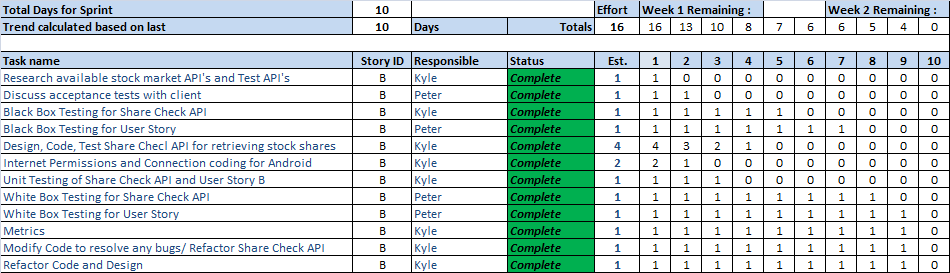 Total Days for Sprint 10 Effort Week 1 Remaining : Week 2 Remaining :
Trend calculated based on last 10 Days Totals 16 16 13 10 8 7 6 6 5 4 0
Task name Story ID Responsible Status Est. 1 2 3 4 5 6 7 8 9 10
Research available stock market API's and Test API's B Kyle Complete 1 1 0 0 0 0 0 0 0 0 0
Discuss acceptance tests with client B Peter Complete 1 1 1 0 0 0 0 0 0 0 0
Black Box Testing for Share Check API B Kyle Complete 1 1 1 1 1 1 0 0 0 0 0
Black Box Testing for User Story B Peter Complete 1 1 1 1 1 1 1 1 0 0 0
Design, Code, Test Share Checl API for retrieving stock shares B Kyle Complete 4 4 3 2 1 0 0 0 0 0 0
Internet Permissions and Connection coding for Android B Kyle Complete 2 2 1 0 0 0 0 0 0 0 0
Unit Testing of Share Check API and User Story B B Kyle Complete 1 1 1 0 0 0 0 0 0 0 0
White Box Testing for Share Check API B Peter Complete 1 1 1 1 1 1 1 1 1 0 0
White Box Testing for User Story B Peter Complete 1 1 1 1 1 1 1 1 1 1 0
Metrics B Kyle Complete 1 1 1 1 1 1 1 1 1 1 0
Modify Code to resolve any bugs/ Refactor Share Check API B Kyle Complete 1 1 1 1 1 1 1 1 1 1 0
Refactor Code and Design B Kyle Complete 1 1 1 1 1 1 1 1 1 1 0